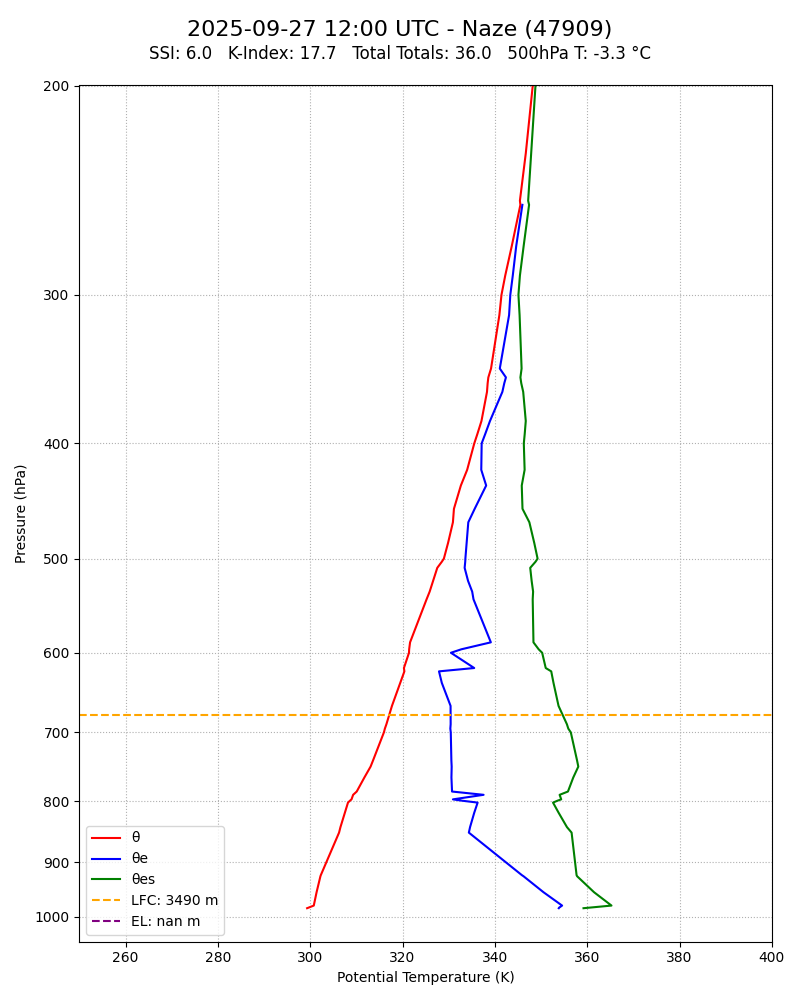 2025-09-27 12:00 UTC - Naze (47909)
SSI: 6.0   K-Index: 17.7   Total Totals: 36.0   500hPa T: -3.3 °C
200
300
400
500
600
700
800
900
1000
Pressure (hPa)
θ
θe
θes
LFC: 3490 m
EL: nan m
260 280 300 320 340 360 380 400
Potential Temperature (K)